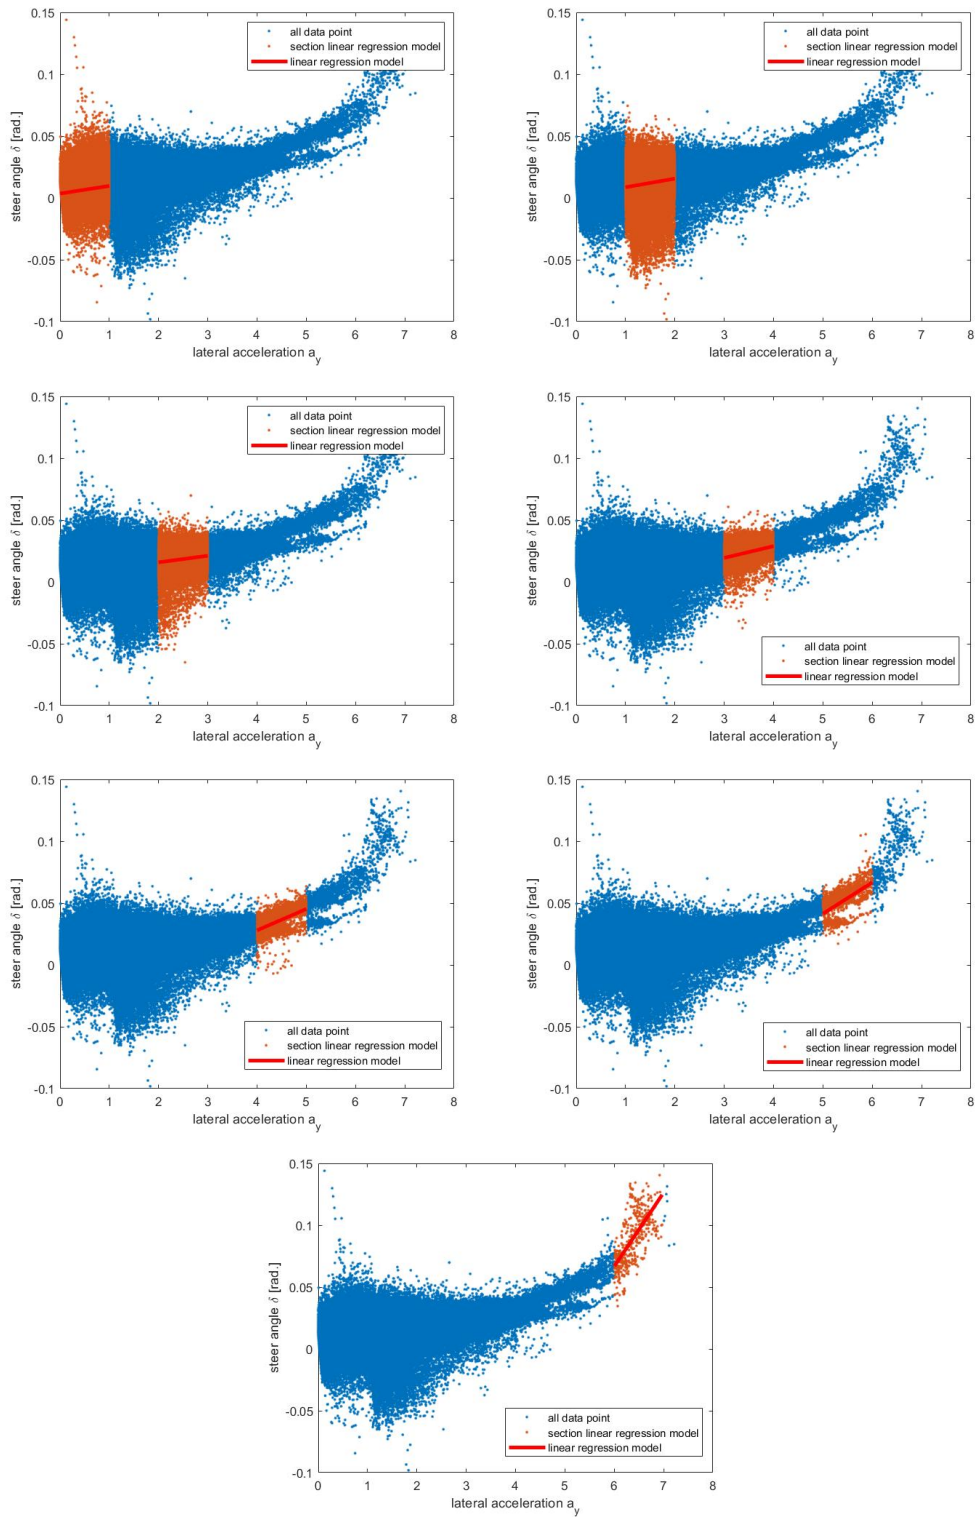 0.15
0.1
0.05
0
-0.05
-0.1
steer angle δ [rad.]
0 1 2 3 4 5 6 7 8
lateral acceleration a_y
all data point
section linear regression model
linear regression model
0.15
0.1
0.05
0
-0.05
-0.1
steer angle δ [rad.]
0 1 2 3 4 5 6 7 8
lateral acceleration a_y
all data point
section linear regression model
linear regression model
0.15
0.1
0.05
0
-0.05
-0.1
steer angle δ [rad.]
0 1 2 3 4 5 6 7 8
lateral acceleration a_y
all data point
section linear regression model
linear regression model
0.15
0.1
0.05
0
-0.05
-0.1
steer angle δ [rad.]
0 1 2 3 4 5 6 7 8
lateral acceleration a_y
all data point
section linear regression model
linear regression model
0.15
0.1
0.05
0
-0.05
-0.1
steer angle δ [rad.]
0 1 2 3 4 5 6 7 8
lateral acceleration a_y
all data point
section linear regression model
linear regression model
0.15
0.1
0.05
0
-0.05
-0.1
steer angle δ [rad.]
0 1 2 3 4 5 6 7 8
lateral acceleration a_y
all data point
section linear regression model
linear regression model
0.15
0.1
0.05
0
-0.05
-0.1
steer angle δ [rad.]
0 1 2 3 4 5 6 7 8
lateral acceleration a_y
all data point
section linear regression model
linear regression model